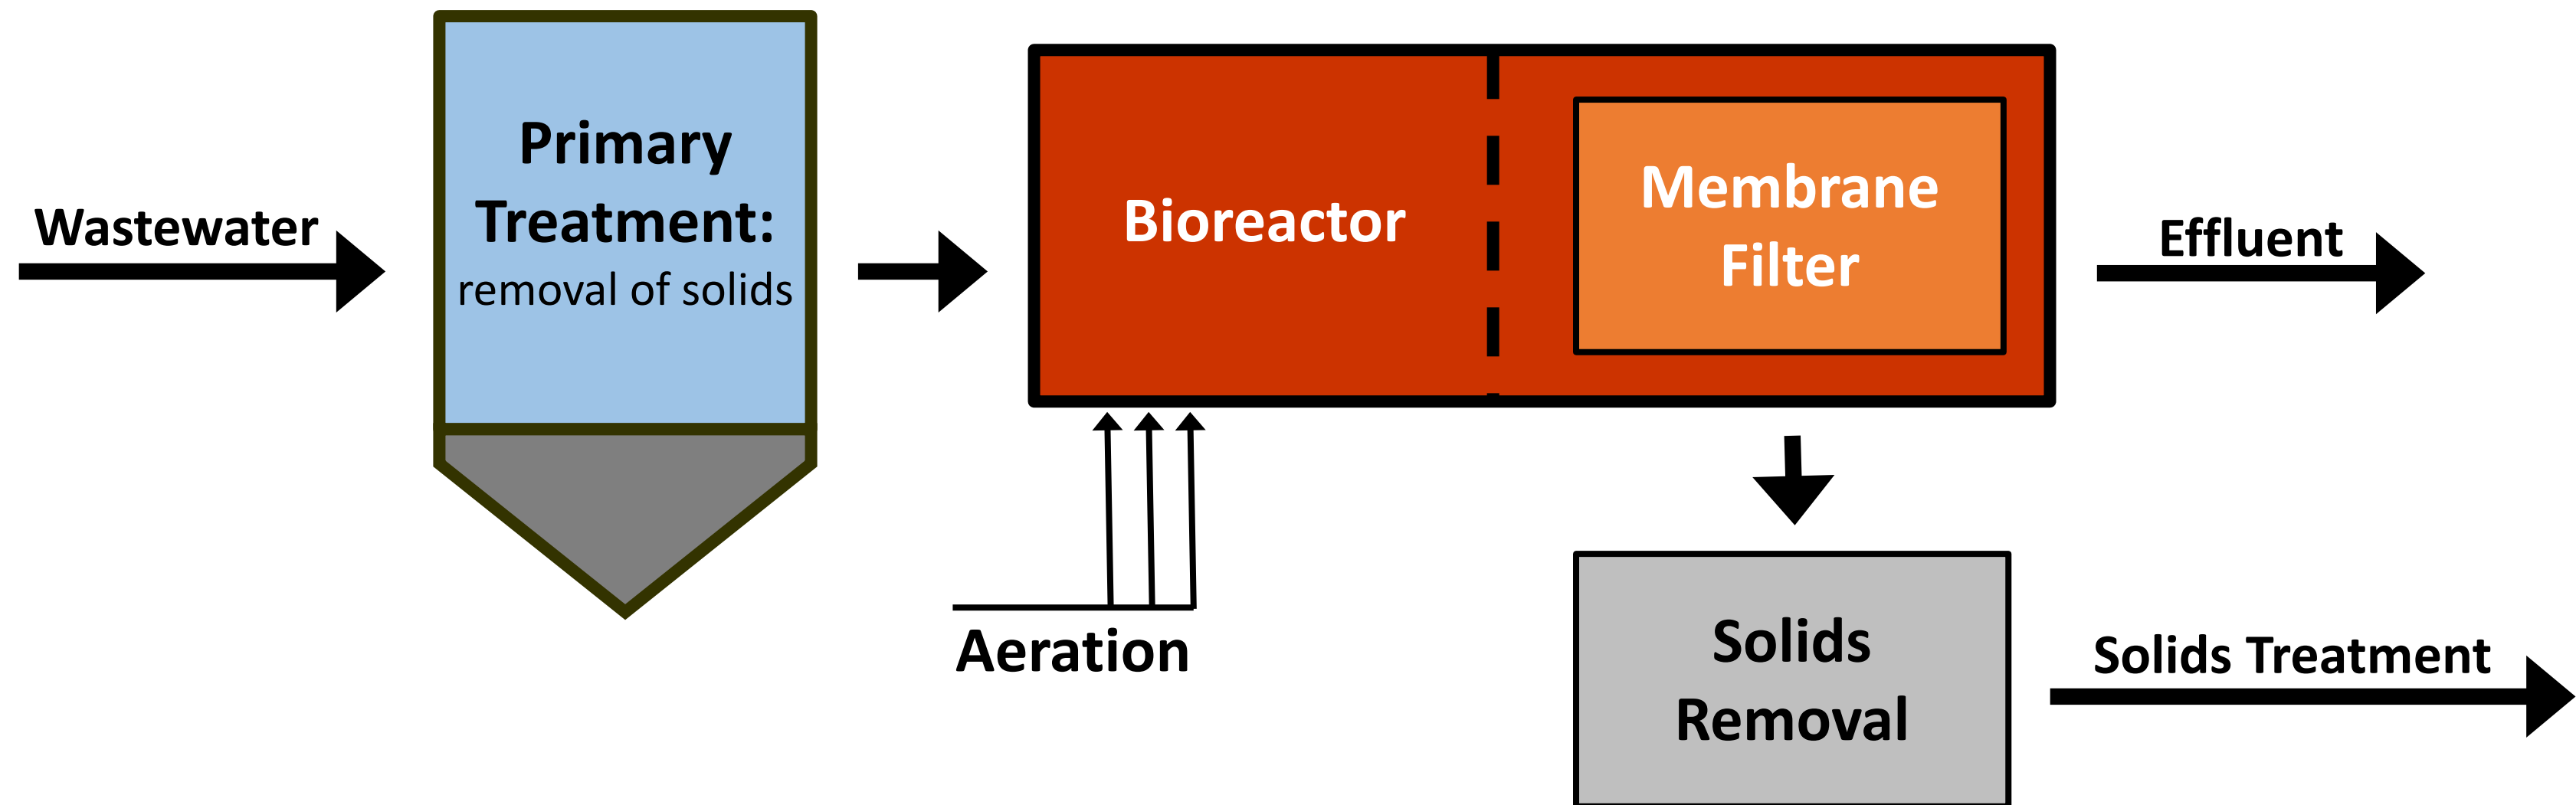 Wastewater
Primary
Treatment:
removal of solids
Bioreactor
Membrane
Filter
Effluent
Aeration
Solids
Removal
Solids Treatment